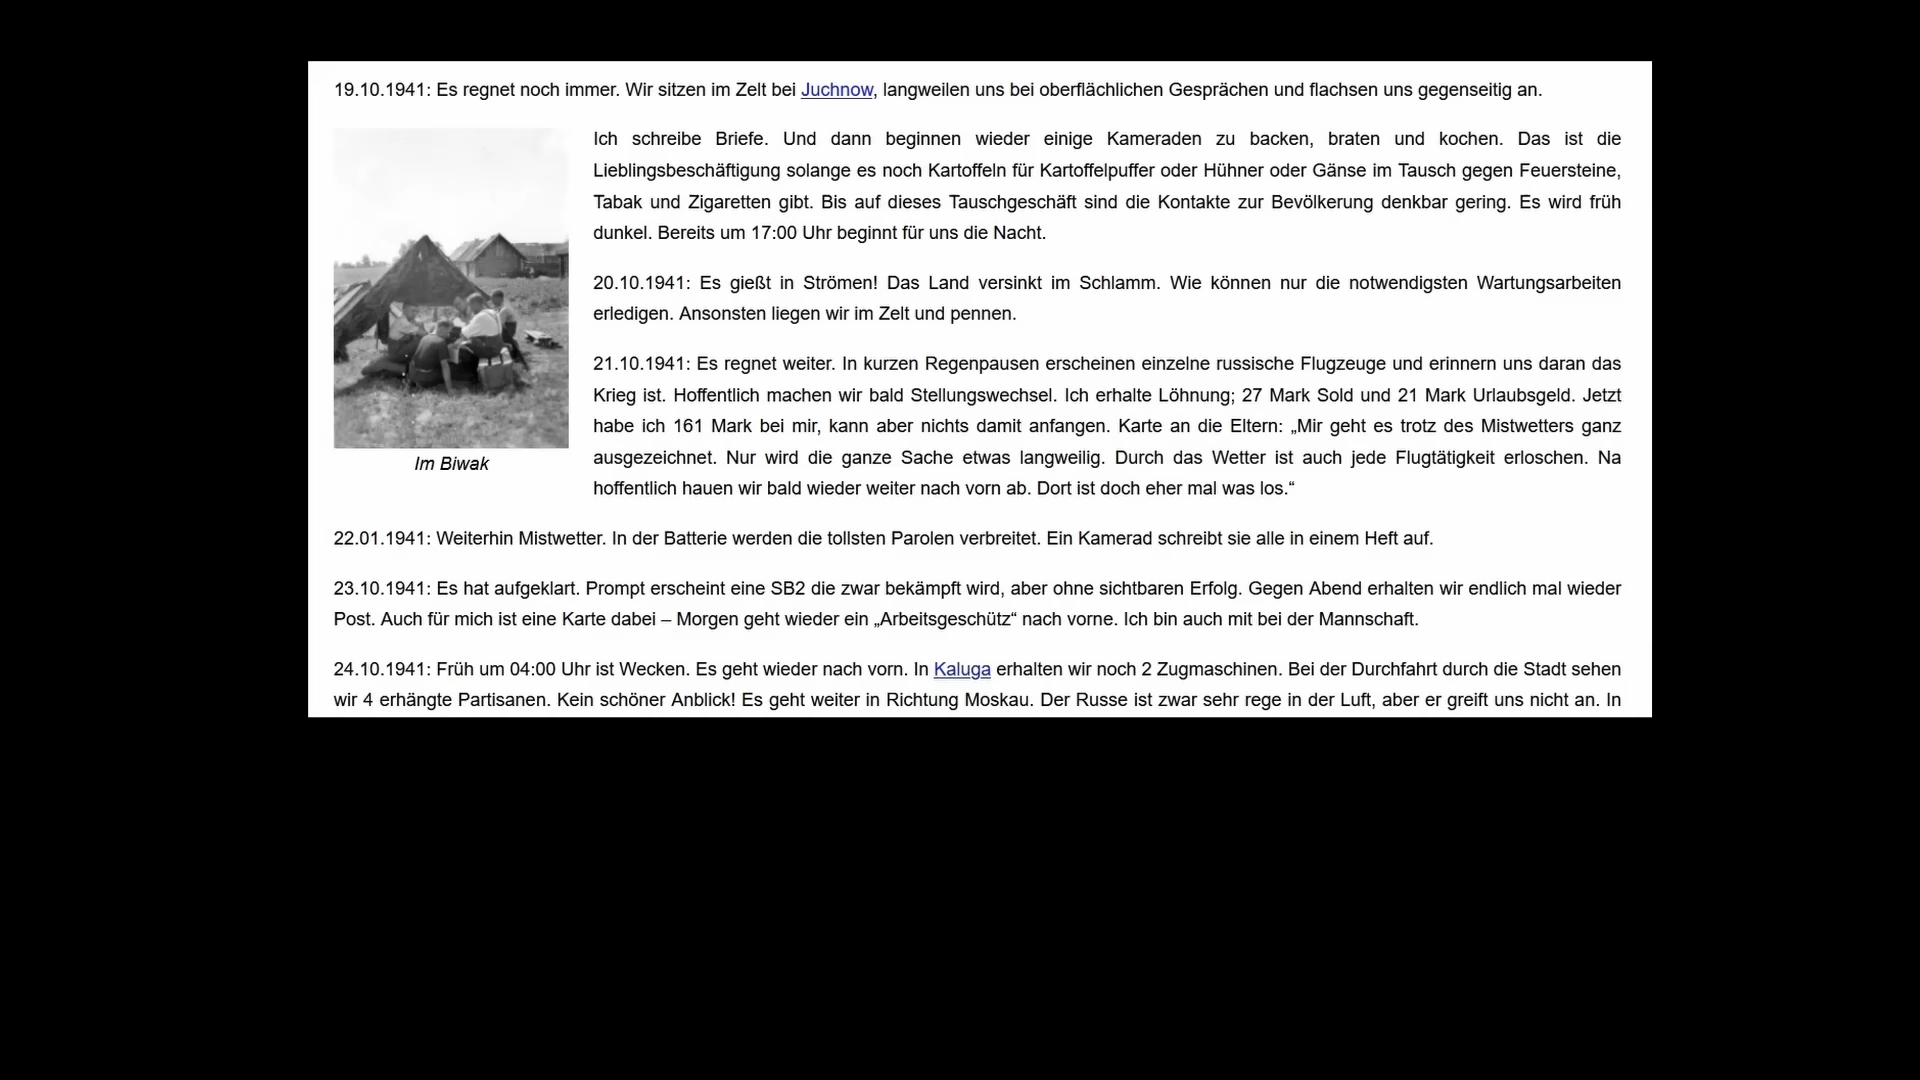 19.10.1941: Es regnet noch immer. Wir sitzen im Zelt bei Juchnow, langweilen uns bei oberflächlichen Gesprächen und flachsen uns gegenseitig an.
Ich schreibe Briefe. Und dann beginnen wieder einige Kameraden zu backen, braten und kochen. Das ist die
Lieblingsbeschäftigung solange es noch Kartoffeln für Kartoffelpuffer oder Hühner oder Gänse im Tausch gegen Feuersteine,
Tabak und Zigaretten gibt. Bis auf dieses Tauschgeschäft sind die Kontakte zur Bevölkerung denkbar gering. Es wird früh
dunkel. Bereits um 17:00 Uhr beginnt für uns die Nacht.
20.10.1941: Es gießt in Strömen! Das Land versinkt im Schlamm. Wie können nur die notwendigsten Wartungsarbeiten
erledigen. Ansonsten liegen wir im Zelt und pennen.
21.10.1941: Es regnet weiter. In kurzen Regenpausen erscheinen einzelne russische Flugzeuge und erinnern uns daran das
Krieg ist. Hoffentlich machen wir bald Stellungswechsel. Ich erhalte Löhnung; 27 Mark Sold und 21 Mark Urlaubsgeld. Jetzt
habe ich 161 Mark bei mir, kann aber nichts damit anfangen. Karte an die Eltern: „Mir geht es trotz des Mistwetters ganz
ausgezeichnet. Nur wird die ganze Sache etwas langweilig. Durch das Wetter ist auch jede Flugtätigkeit erloschen. Na
hoffentlich hauen wir bald wieder weiter nach vorn ab. Dort ist doch eher mal was los.“
Im Biwak
22.01.1941: Weiterhin Mistwetter. In der Batterie werden die tollsten Parolen verbreitet. Ein Kamerad schreibt sie alle in einem Heft auf.
23.10.1941: Es hat aufgeklart. Prompt erscheint eine SB2 die zwar bekämpft wird, aber ohne sichtbaren Erfolg. Gegen Abend erhalten wir endlich mal wieder
Post. Auch für mich ist eine Karte dabei – Morgen geht wieder ein „Arbeitsgeschütz“ nach vorne. Ich bin auch mit bei der Mannschaft.
24.10.1941: Früh um 04:00 Uhr ist Wecken. Es geht wieder nach vorn. In Kaluga erhalten wir noch 2 Zugmaschinen. Bei der Durchfahrt durch die Stadt sehen
wir 4 erhängte Partisanen. Kein schöner Anblick! Es geht weiter in Richtung Moskau. Der Russe ist zwar sehr rege in der Luft, aber er greift uns nicht an. In